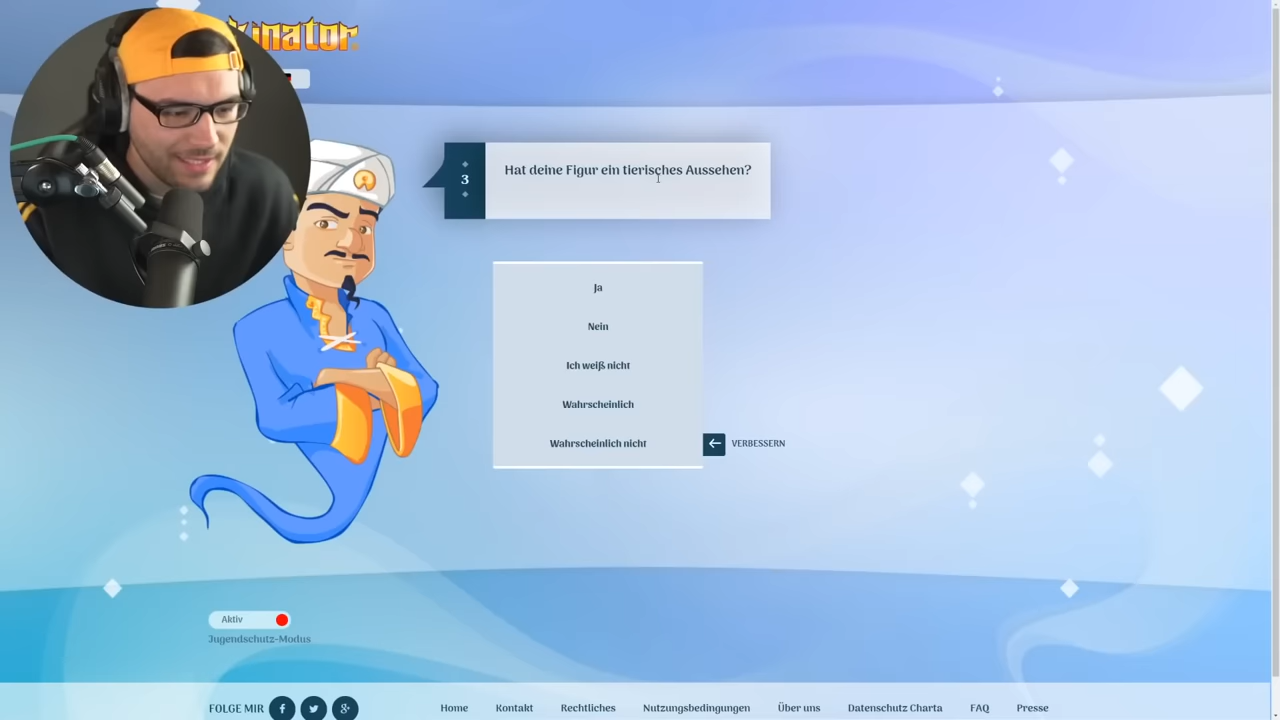 kinator
3
Hat deine Figur ein tierisches Aussehen?
Ja
Nein
Ich weiß nicht
Wahrscheinlich
Wahrscheinlich nicht
VERBESSERN
Aktiv
Jugendschutz-Modus
FOLGE MIR
Home
Kontakt
Rechtliches
Nutzungsbedingungen
Über uns
Datenschutz Charta
FAQ
Presse